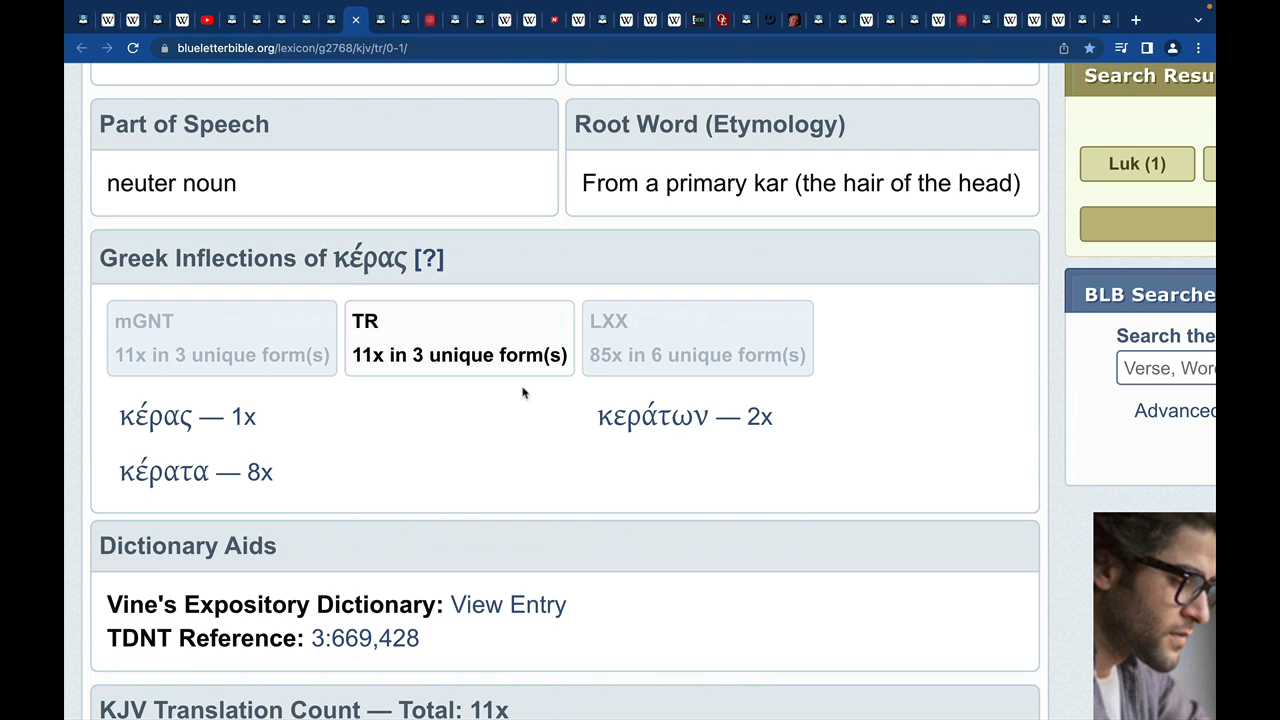 blueletterbible.org/lexicon/g2768/kjv/tr/0-1/
Part of Speech
neuter noun
Root Word (Etymology)
From a primary kar (the hair of the head)
Greek Inflections of κέρας [?]
mGNT
11x in 3 unique form(s)
TR
11x in 3 unique form(s)
LXX
85x in 6 unique form(s)
κέρας — 1x
κεράτων — 2x
κέρατα — 8x
Dictionary Aids
Vine's Expository Dictionary: View Entry
TDNT Reference: 3:669,428
KJV Translation Count — Total: 11x
Search Resu
Luk (1)
BLB Searche
Search the
Verse, Wor
Advanced